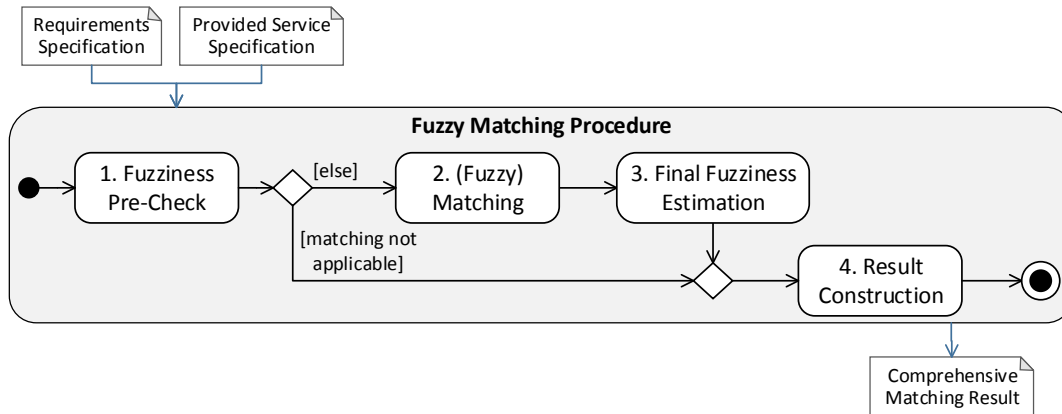 Requirements
Specification
Provided Service
Specification
Fuzzy Matching Procedure
1. Fuzziness
Pre-Check
[else]
2. (Fuzzy)
Matching
3. Final Fuzziness
Estimation
[matching not
applicable]
4. Result
Construction
Comprehensive
Matching Result